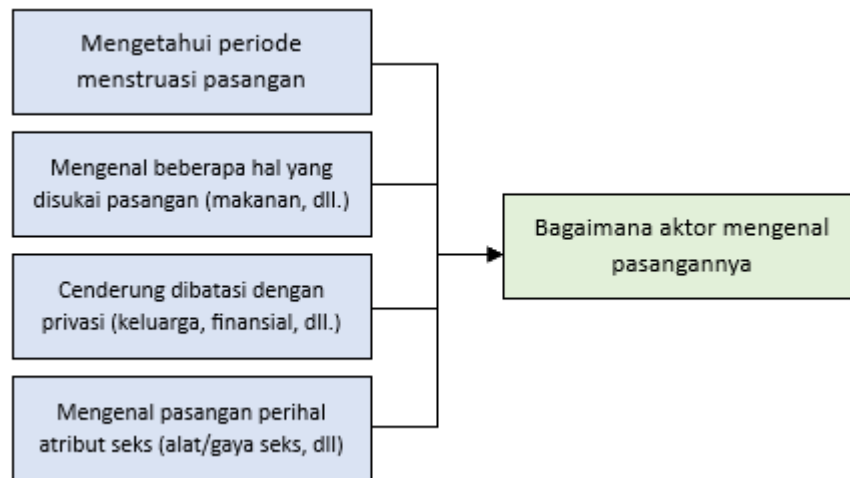 Mengetahui periode
menstruasi pasangan
Mengenal beberapa hal yang
disukai pasangan (makanan, dll.)
Cenderung dibatasi dengan
privasi (keluarga, finansial, dll.)
Mengenal pasangan perihal
atribut seks (alat/gaya seks, dll)
Bagaimana aktor mengenal
pasangannya